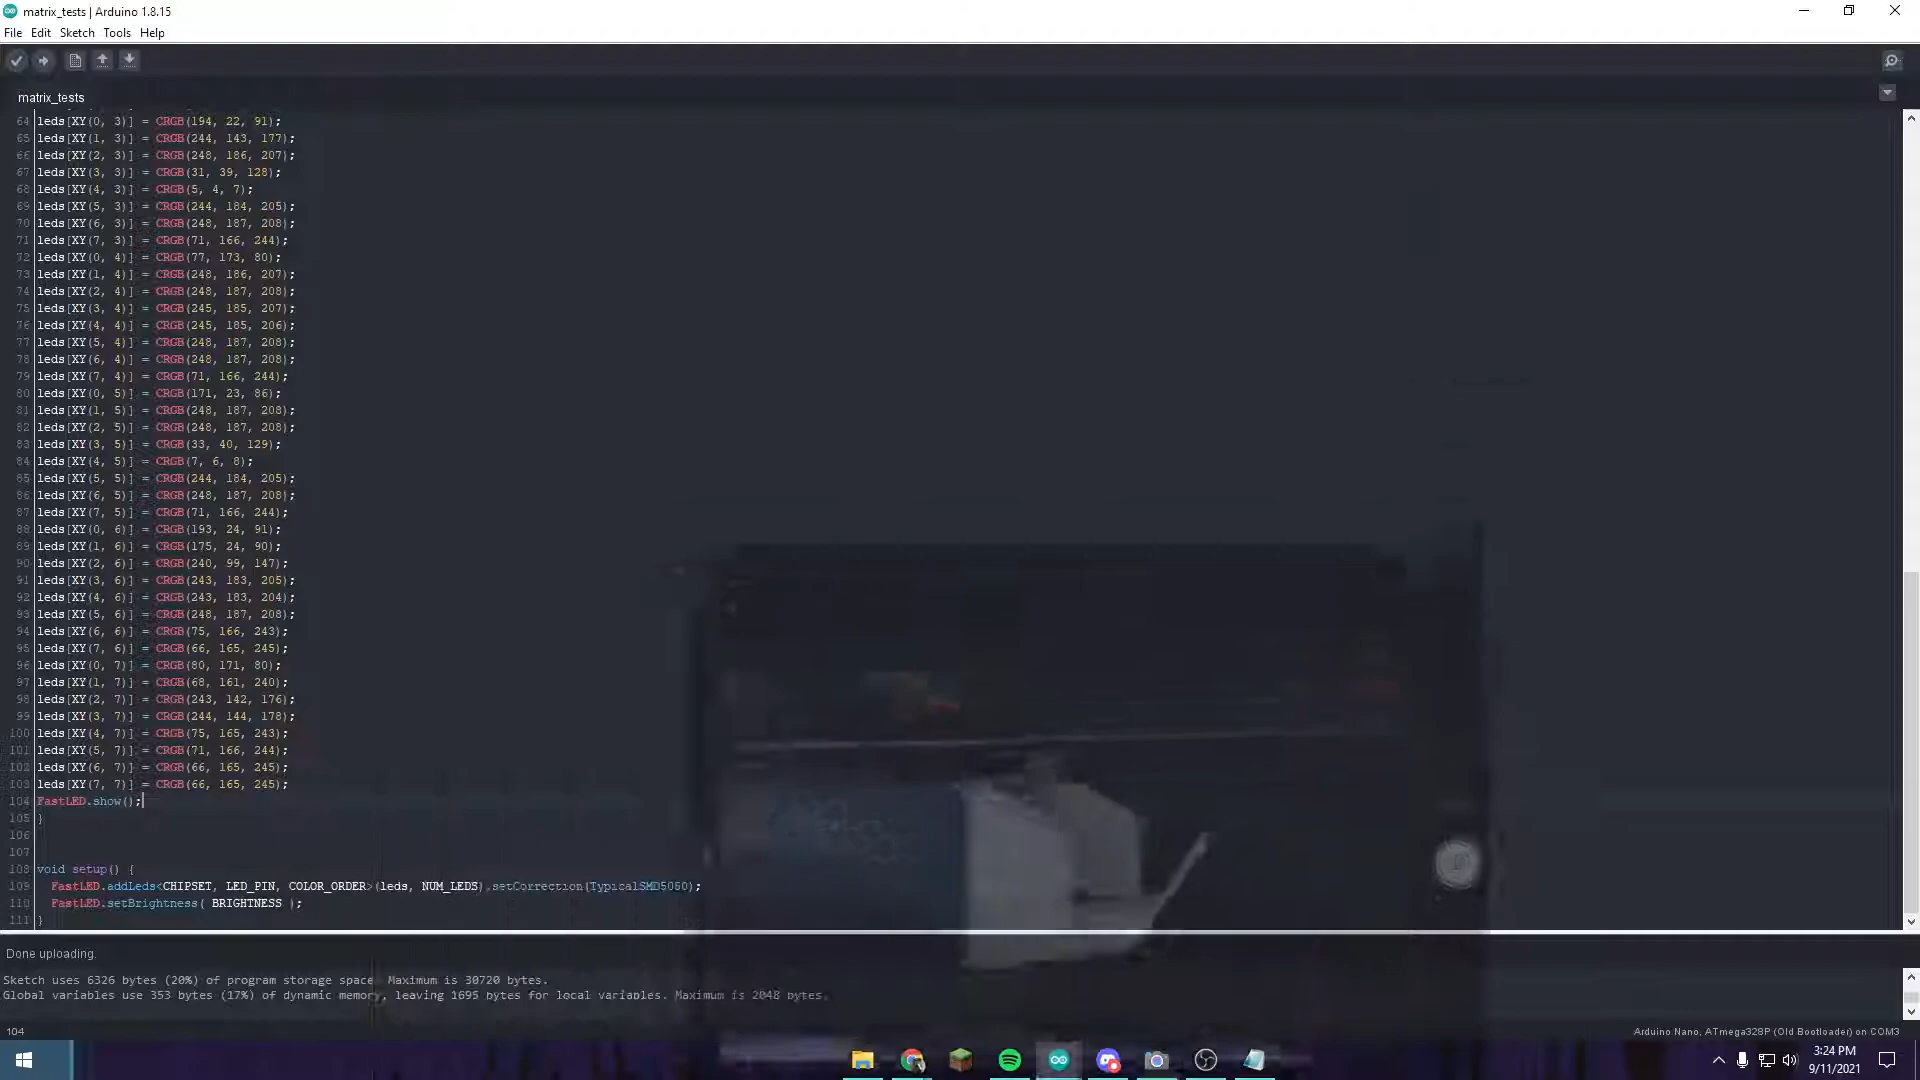 matrix_tests | Arduino 1.8.15
File Edit Sketch Tools Help
matrix_tests
64 leds[XY(0, 3)] = CRGB(194, 22, 91);
65 leds[XY(1, 3)] = CRGB(244, 143, 177);
66 leds[XY(2, 3)] = CRGB(248, 186, 207);
67 leds[XY(3, 3)] = CRGB(31, 39, 128);
68 leds[XY(4, 3)] = CRGB(5, 4, 7);
69 leds[XY(5, 3)] = CRGB(244, 184, 205);
70 leds[XY(6, 3)] = CRGB(248, 187, 208);
71 leds[XY(7, 3)] = CRGB(71, 166, 244);
72 leds[XY(0, 4)] = CRGB(77, 173, 80);
73 leds[XY(1, 4)] = CRGB(248, 186, 207);
74 leds[XY(2, 4)] = CRGB(248, 187, 208);
75 leds[XY(3, 4)] = CRGB(245, 185, 207);
76 leds[XY(4, 4)] = CRGB(245, 185, 206);
77 leds[XY(5, 4)] = CRGB(248, 187, 208);
78 leds[XY(6, 4)] = CRGB(248, 187, 208);
79 leds[XY(7, 4)] = CRGB(71, 166, 244);
80 leds[XY(0, 5)] = CRGB(171, 23, 86);
81 leds[XY(1, 5)] = CRGB(248, 187, 208);
82 leds[XY(2, 5)] = CRGB(248, 187, 208);
83 leds[XY(3, 5)] = CRGB(33, 40, 129);
84 leds[XY(4, 5)] = CRGB(7, 6, 8);
85 leds[XY(5, 5)] = CRGB(244, 184, 205);
86 leds[XY(6, 5)] = CRGB(248, 187, 208);
87 leds[XY(7, 5)] = CRGB(71, 166, 244);
88 leds[XY(0, 6)] = CRGB(193, 24, 91);
89 leds[XY(1, 6)] = CRGB(175, 24, 90);
90 leds[XY(2, 6)] = CRGB(240, 99, 147);
91 leds[XY(3, 6)] = CRGB(243, 183, 205);
92 leds[XY(4, 6)] = CRGB(243, 183, 204);
93 leds[XY(5, 6)] = CRGB(248, 187, 208);
94 leds[XY(6, 6)] = CRGB(75, 166, 243);
95 leds[XY(7, 6)] = CRGB(66, 165, 245);
96 leds[XY(0, 7)] = CRGB(80, 171, 80);
97 leds[XY(1, 7)] = CRGB(68, 161, 240);
98 leds[XY(2, 7)] = CRGB(243, 142, 176);
99 leds[XY(3, 7)] = CRGB(244, 144, 178);
100 leds[XY(4, 7)] = CRGB(75, 165, 243);
101 leds[XY(5, 7)] = CRGB(71, 166, 244);
102 leds[XY(6, 7)] = CRGB(66, 165, 245);
103 leds[XY(7, 7)] = CRGB(66, 165, 245);
104 FastLED.show();
105 }
106
107
108 void setup() {
109 FastLED.addLeds<CHIPSET, LED_PIN, COLOR_ORDER>(leds, NUM_LEDS).setCorrection(TypicalSMD5050);
110 FastLED.setBrightness( BRIGHTNESS );
111 }
Done uploading.
Sketch uses 6326 bytes (20%) of program storage space. Maximum is 30720 bytes.
Global variables use 353 bytes (17%) of dynamic memory, leaving 1695 bytes for local variables. Maximum is 2048 bytes.
104
Arduino Nano, ATmega328P (Old Bootloader) on COM3
3:24 PM
9/11/2021